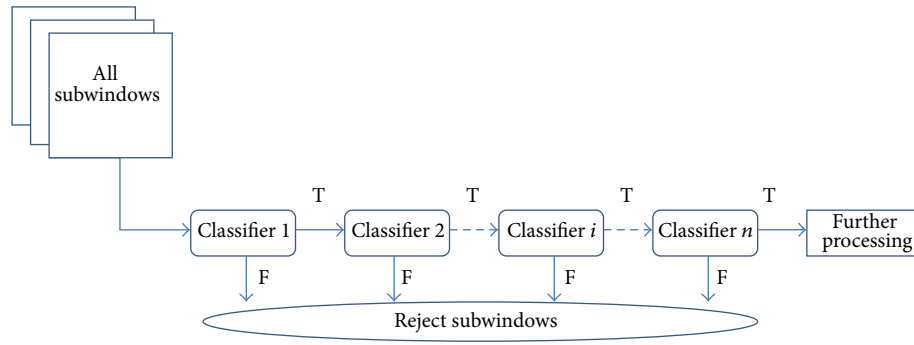 All
subwindows
T
T
T
T
Classifier 1
Classifier 2
Classifier i
Classifier n
Further
processing
F
F
F
F
Reject subwindows